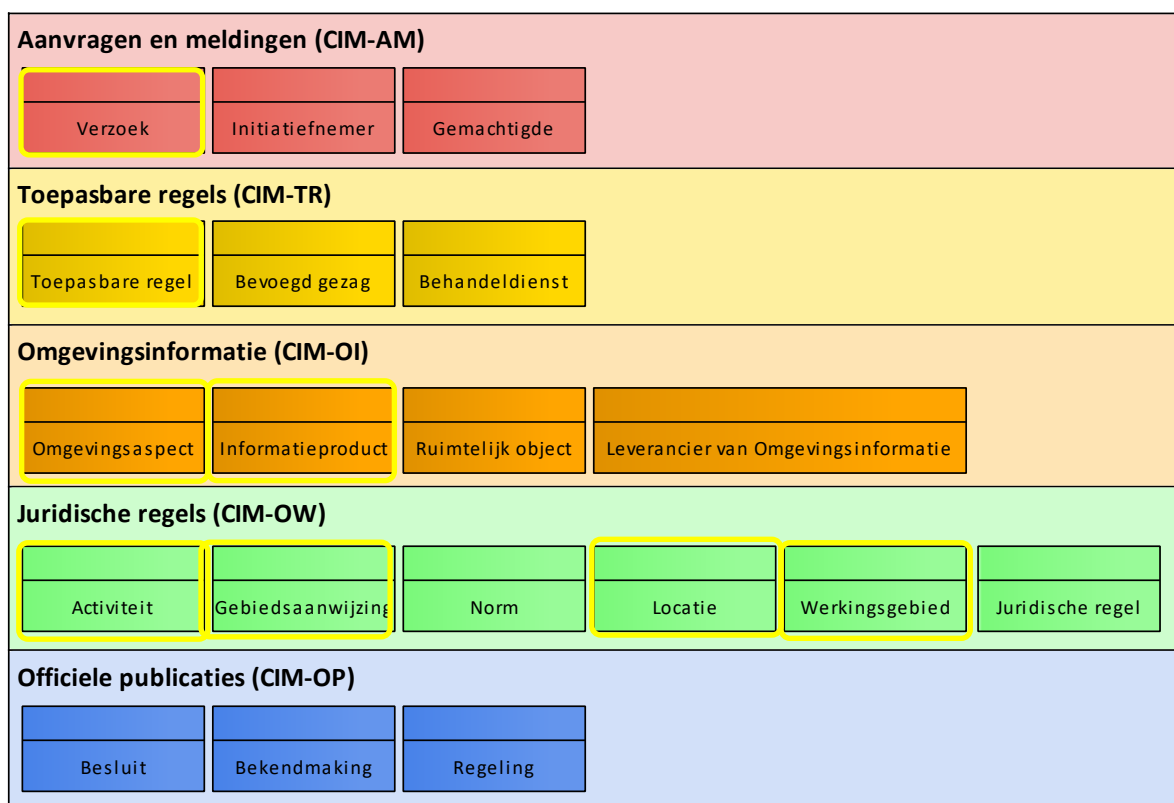 Aanvragen en meldingen (CIM-AM)
Verzoek
Initiatiefnemer
Gemachtigde
Toepasbare regels (CIM-TR)
Toepasbare regel
Bevoegd gezag
Behandeldienst
Omgevingsinformatie (CIM-OI)
Omgevingsaspect
Informatieproduct
Ruimtelijk object
Leverancier van Omgevingsinformatie
Juridische regels (CIM-OW)
Activiteit
Gebiedsaanwijzing
Norm
Locatie
Werkingsgebied
Juridische regel
Officiele publicaties (CIM-OP)
Besluit
Bekendmaking
Regeling